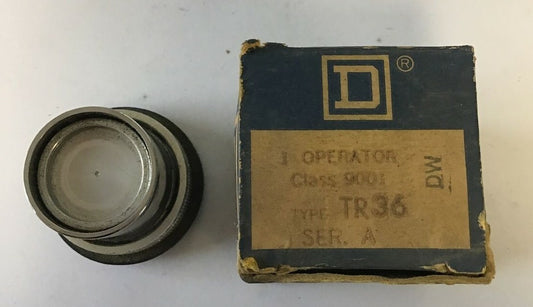 D ®
1 OPERATOR
Class 9001
TYPE TR36
SER. A
DW